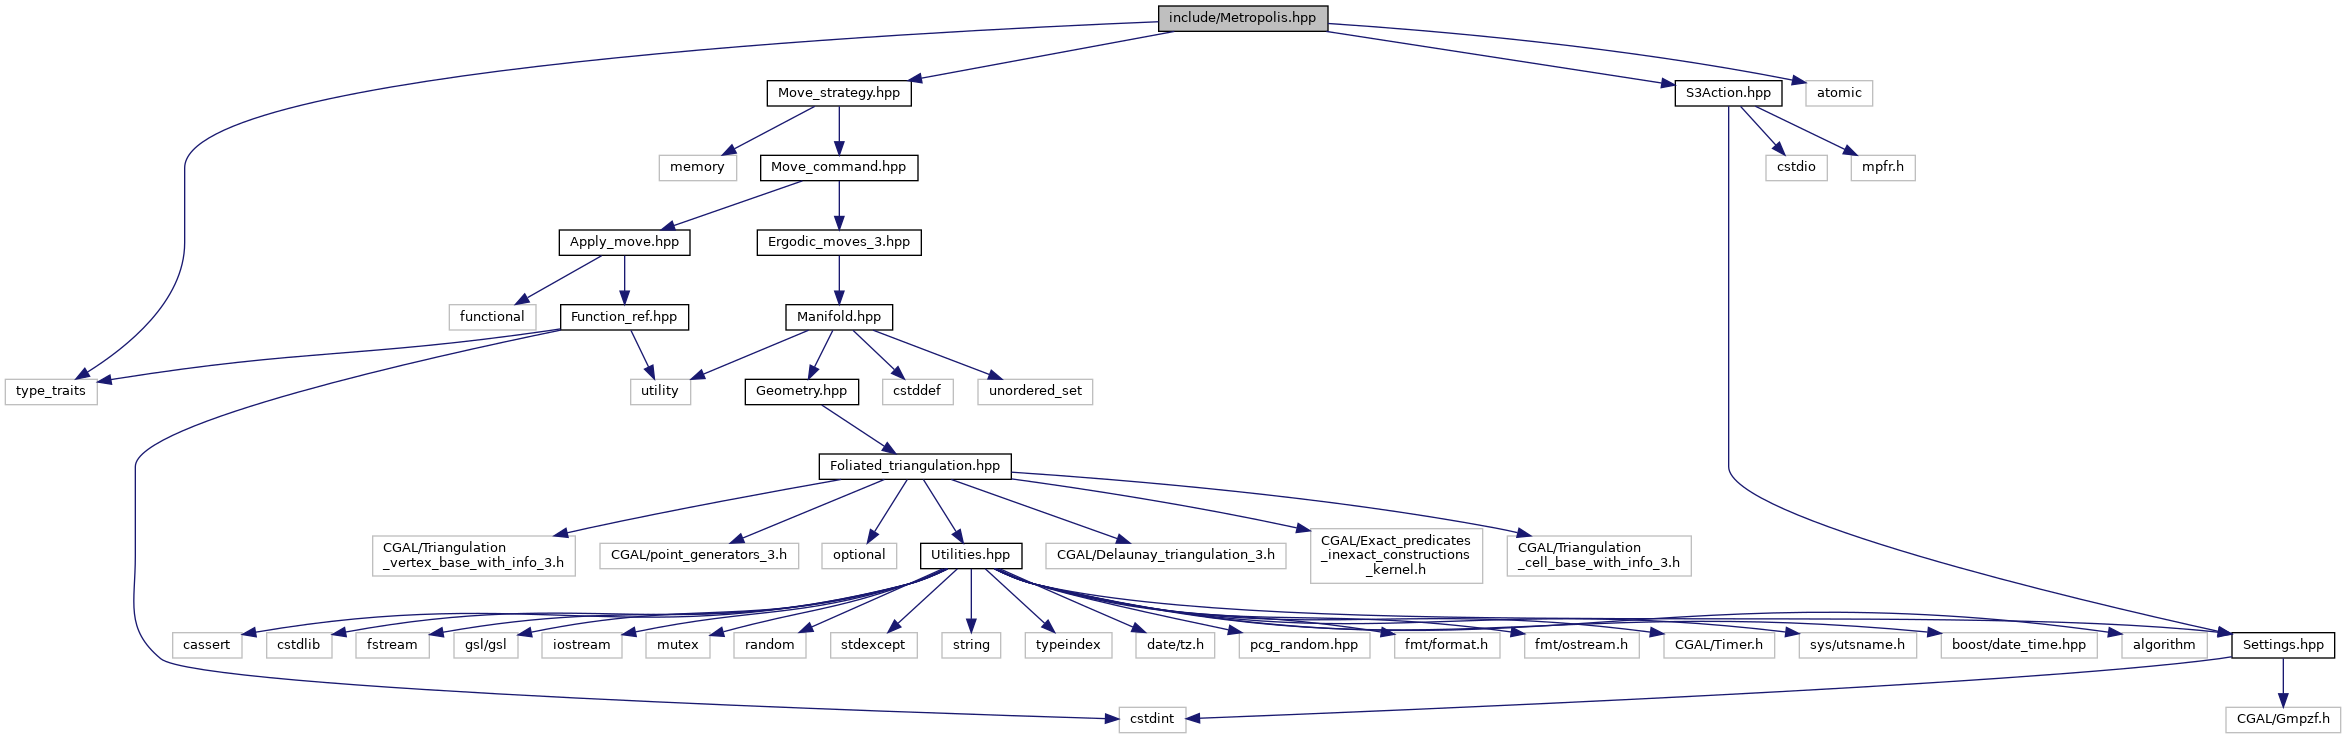 include/Metropolis.hpp
Move_strategy.hpp
S3Action.hpp
atomic
memory
Move_command.hpp
cstdio
mpfr.h
Apply_move.hpp
Ergodic_moves_3.hpp
functional
Function_ref.hpp
Manifold.hpp
type_traits
utility
Geometry.hpp
cstddef
unordered_set
Foliated_triangulation.hpp
CGAL/Triangulation
_vertex_base_with_info_3.h
CGAL/point_generators_3.h
optional
Utilities.hpp
CGAL/Delaunay_triangulation_3.h
CGAL/Exact_predicates
_inexact_constructions
_kernel.h
CGAL/Triangulation
_cell_base_with_info_3.h
cassert
cstdlib
fstream
gsl/gsl
iostream
mutex
random
stdexcept
string
typeindex
date/tz.h
pcg_random.hpp
fmt/format.h
fmt/ostream.h
CGAL/Timer.h
sys/utsname.h
boost/date_time.hpp
algorithm
Settings.hpp
cstdint
CGAL/Gmpzf.h